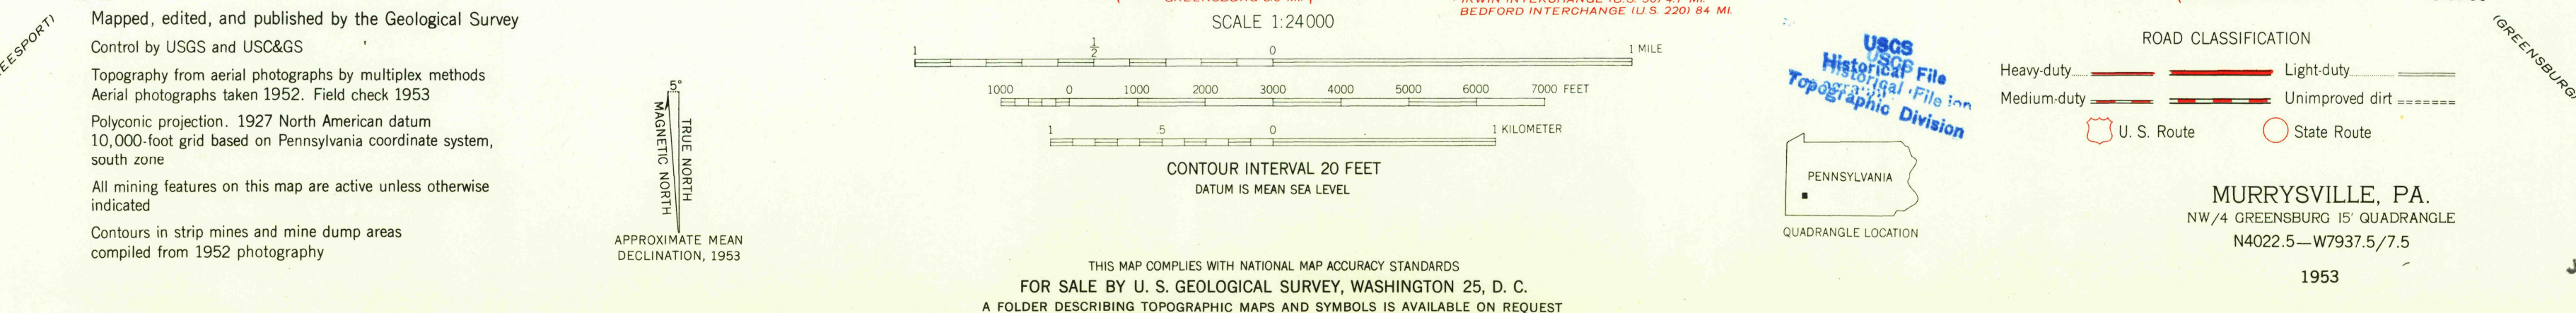 Mapped, edited, and published by the Geological Survey
Control by USGS and USC&GS
Topography from aerial photographs by multiplex methods
Aerial photographs taken 1952. Field check 1953
Polyconic projection. 1927 North American datum
10,000-foot grid based on Pennsylvania coordinate system,
south zone
All mining features on this map are active unless otherwise
indicated
Contours in strip mines and mine dump areas
compiled from 1952 photography
5°
MAGNETIC NORTH
TRUE NORTH
APPROXIMATE MEAN
DECLINATION, 1953
BEDFORD INTERCHANGE (U.S. 220) 84 MI.
SCALE 1:24000
1 ½ 0 1 MILE
1000 0 1000 2000 3000 4000 5000 6000 7000 FEET
1 .5 0 1 KILOMETER
CONTOUR INTERVAL 20 FEET
DATUM IS MEAN SEA LEVEL
THIS MAP COMPLIES WITH NATIONAL MAP ACCURACY STANDARDS
FOR SALE BY U. S. GEOLOGICAL SURVEY, WASHINGTON 25, D. C.
A FOLDER DESCRIBING TOPOGRAPHIC MAPS AND SYMBOLS IS AVAILABLE ON REQUEST
USGS
Historical File
Topographic Division
PENNSYLVANIA
QUADRANGLE LOCATION
ROAD CLASSIFICATION
Heavy-duty Light-duty
Medium-duty Unimproved dirt
U. S. Route State Route
MURRYSVILLE, PA.
NW/4 GREENSBURG 15' QUADRANGLE
N4022.5—W7937.5/7.5
1953
(GREENSBURG)